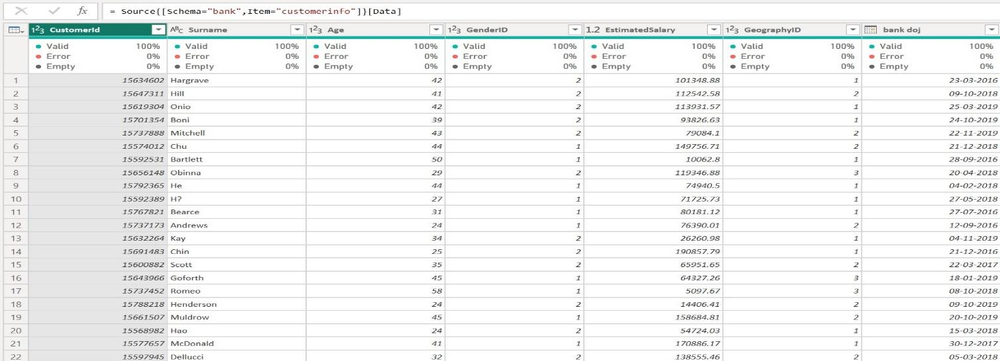 fx = Source{[Schema="bank",Item="customerinfo"]}[Data]
1²3 CustomerId ABC Surname 1²3 Age 1²3 GenderID 1.2 EstimatedSalary 1²3 GeographyID bank doj
Valid 100% Valid 100% Valid 100% Valid 100% Valid 100% Valid 100% Valid 100%
Error 0% Error 0% Error 0% Error 0% Error 0% Error 0% Error 0%
Empty 0% Empty 0% Empty 0% Empty 0% Empty 0% Empty 0% Empty 0%
1 15634602 Hargrave 42 2 101348.88 1 23-03-2016
2 15647311 Hill 41 2 112542.58 2 09-10-2018
3 15619304 Onio 42 2 113931.57 1 25-03-2019
4 15701354 Boni 39 2 93826.63 1 24-10-2019
5 15737888 Mitchell 43 2 79084.1 2 22-11-2019
6 15574012 Chu 44 1 149756.71 2 21-12-2018
7 15592531 Bartlett 50 1 10062.8 1 28-09-2016
8 15656148 Obinna 29 2 119346.88 3 20-04-2018
9 15792365 He 44 1 74940.5 1 04-02-2018
10 15592389 H? 27 1 71725.73 1 27-05-2018
11 15767821 Bearce 31 1 80181.12 1 27-07-2016
12 15737173 Andrews 24 1 76390.01 2 12-09-2016
13 15632264 Kay 34 2 26260.98 1 04-11-2019
14 15691483 Chin 25 2 190857.79 1 21-12-2016
15 15600882 Scott 35 2 65951.65 2 22-03-2017
16 15643966 Goforth 45 1 64327.26 3 18-01-2019
17 15737452 Romeo 58 1 5097.67 3 08-10-2018
18 15788218 Henderson 24 2 14406.41 2 09-10-2019
19 15661507 Muldrow 45 1 158684.81 2 20-10-2019
20 15568982 Hao 24 2 54724.03 1 15-03-2018
21 15577657 McDonald 41 1 170886.17 1 30-12-2017
22 15597945 Dellucci 32 2 138555.46 2 05-03-2018